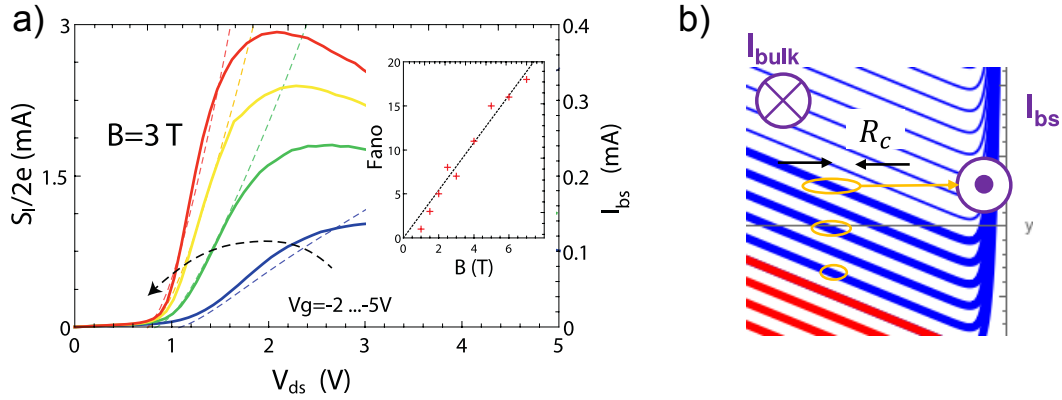 a)
3
1.5
0
S_I/2e (mA)
B=3 T
Vg=-2 ...-5V
0
1
2
3
4
5
V_ds (V)
0.4
0.3
0.2
0.1
0
I_bs (mA)
20
15
10
5
0
Fano
0
2
4
6
B (T)
b)
I_bulk
R_c
I_bs
y